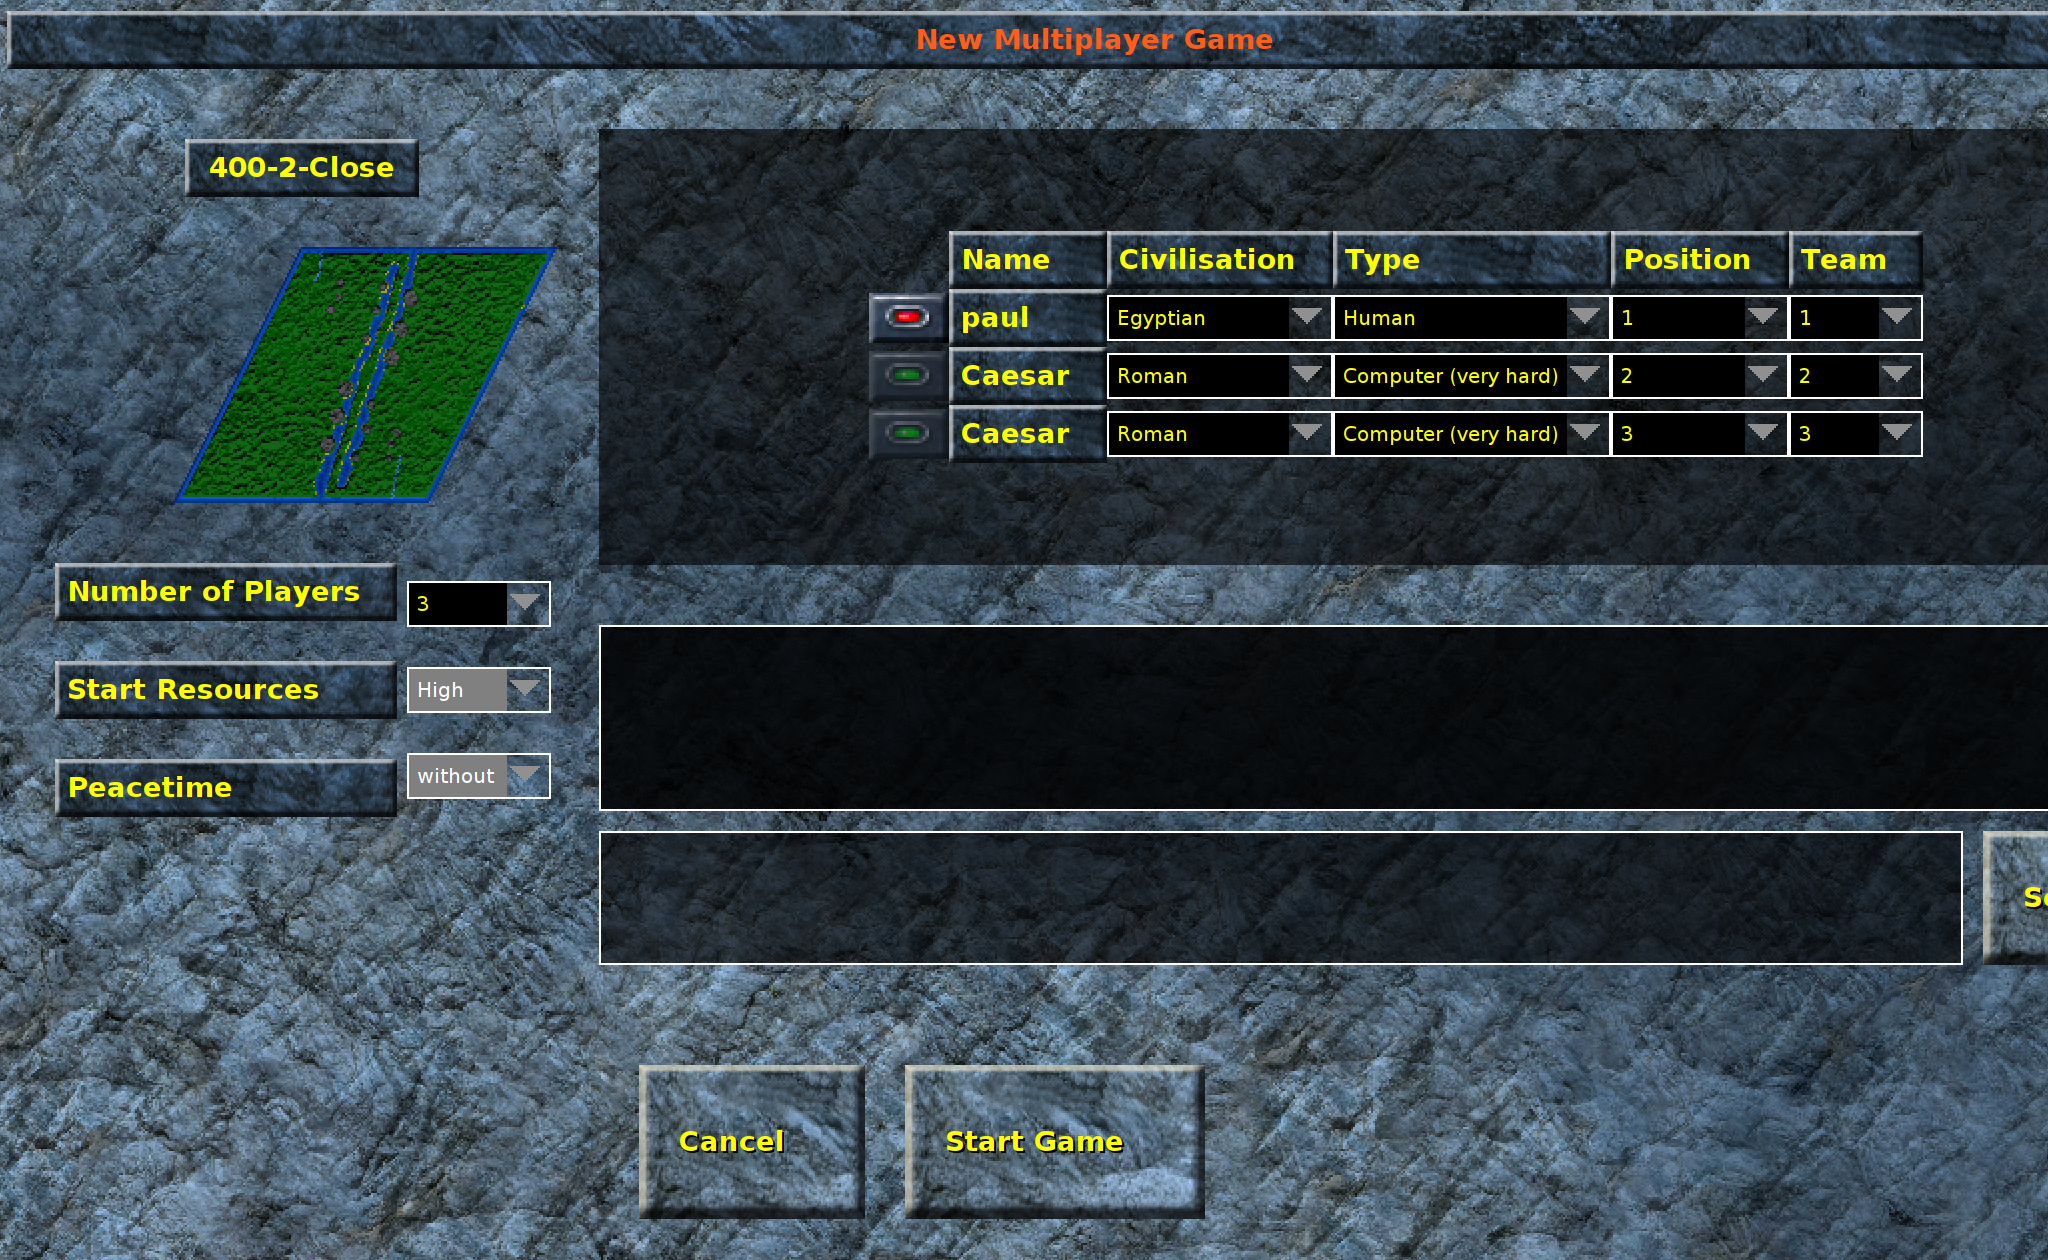 New Multiplayer Game
400-2-Close
Name Civilisation Type Position Team
paul Egyptian Human 1 1
Caesar Roman Computer (very hard) 2 2
Caesar Roman Computer (very hard) 3 3
Number of Players 3
Start Resources High
Peacetime without
Cancel Start Game